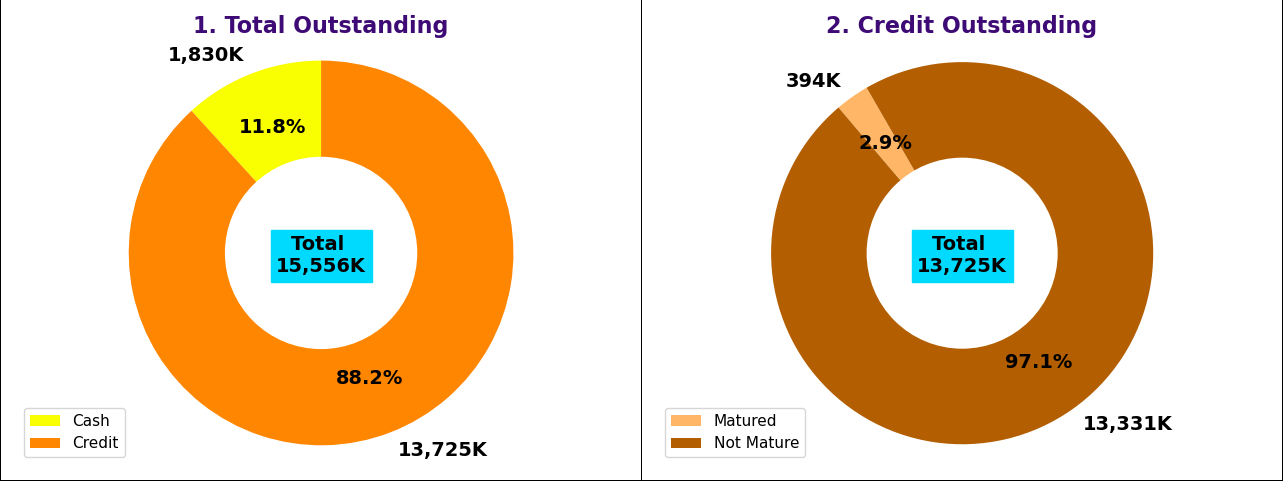 1. Total Outstanding
1,830K
11.8%
Total
15,556K
88.2%
13,725K
Cash
Credit
2. Credit Outstanding
394K
2.9%
Total
13,725K
97.1%
13,331K
Matured
Not Mature